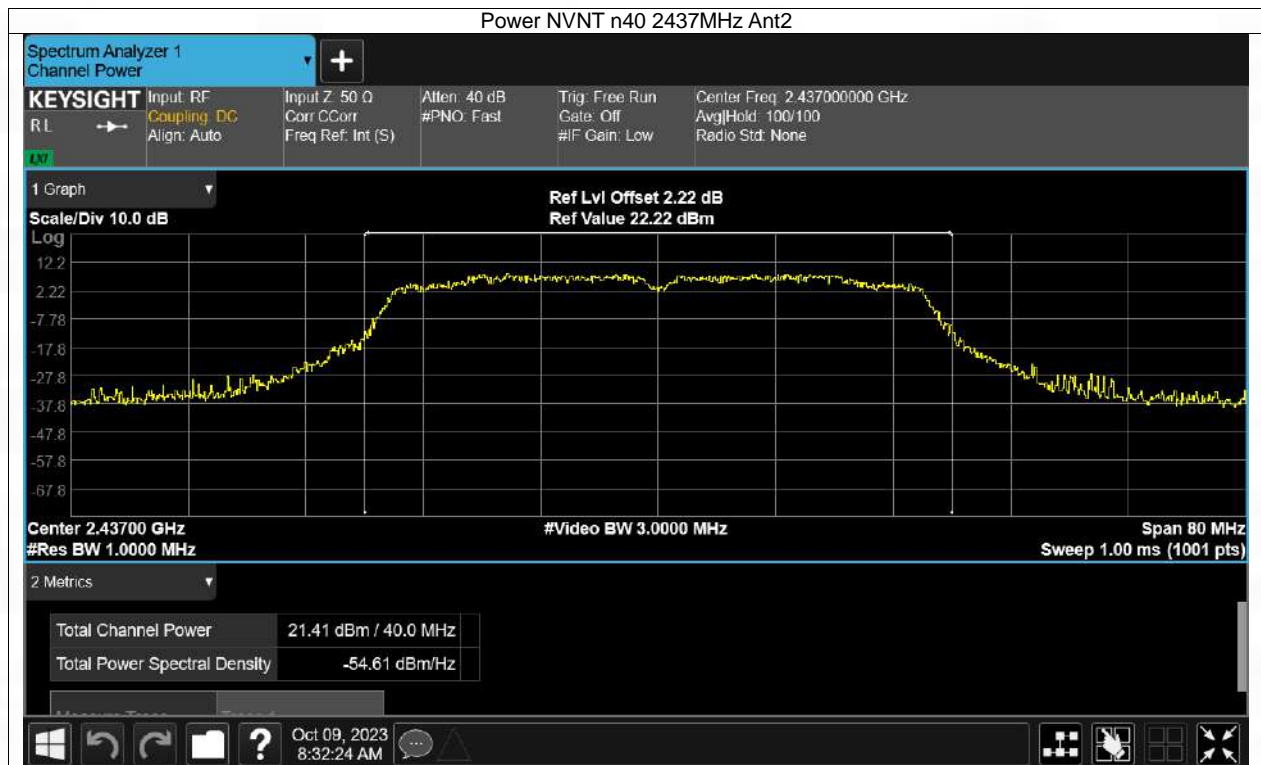 Power NVNT n40 2437MHz Ant2
Spectrum Analyzer 1
Channel Power
+
KEYSIGHT
RL
LXI
Input: RF
Coupling: DC
Align: Auto
Input Z: 50 Ω
Corr CCorr
Freq Ref: Int (S)
Atten: 40 dB
#PNO: Fast
Trig: Free Run
Gate: Off
#IF Gain: Low
Center Freq: 2.437000000 GHz
Avg|Hold: 100/100
Radio Std: None
1 Graph
Scale/Div 10.0 dB
Ref Lvl Offset 2.22 dB
Ref Value 22.22 dBm
Log
12.2
2.22
-7.78
-17.8
-27.8
-37.8
-47.8
-57.8
-67.8
Center 2.43700 GHz
#Video BW 3.0000 MHz
Span 80 MHz
#Res BW 1.0000 MHz
Sweep 1.00 ms (1001 pts)
2 Metrics
Total Channel Power 21.41 dBm / 40.0 MHz
Total Power Spectral Density -54.61 dBm/Hz
?
Oct 09, 2023
8:32:24 AM